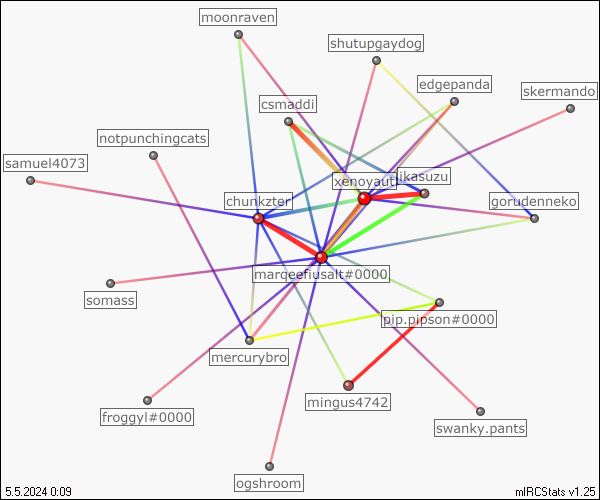 moonraven
shutupgaydog
edgepanda
skermando
csmaddi
notpunchingcats
samuel4073
xenoyaut
likasuzu
chunkzter
gorudenneko
marqeefiusalt#0000
somass
pip.pipson#0000
mercurybro
mingus4742
froggyl#0000
swanky.pants
ogshroom
5.5.2024 0:09
mIRCStats v1.25